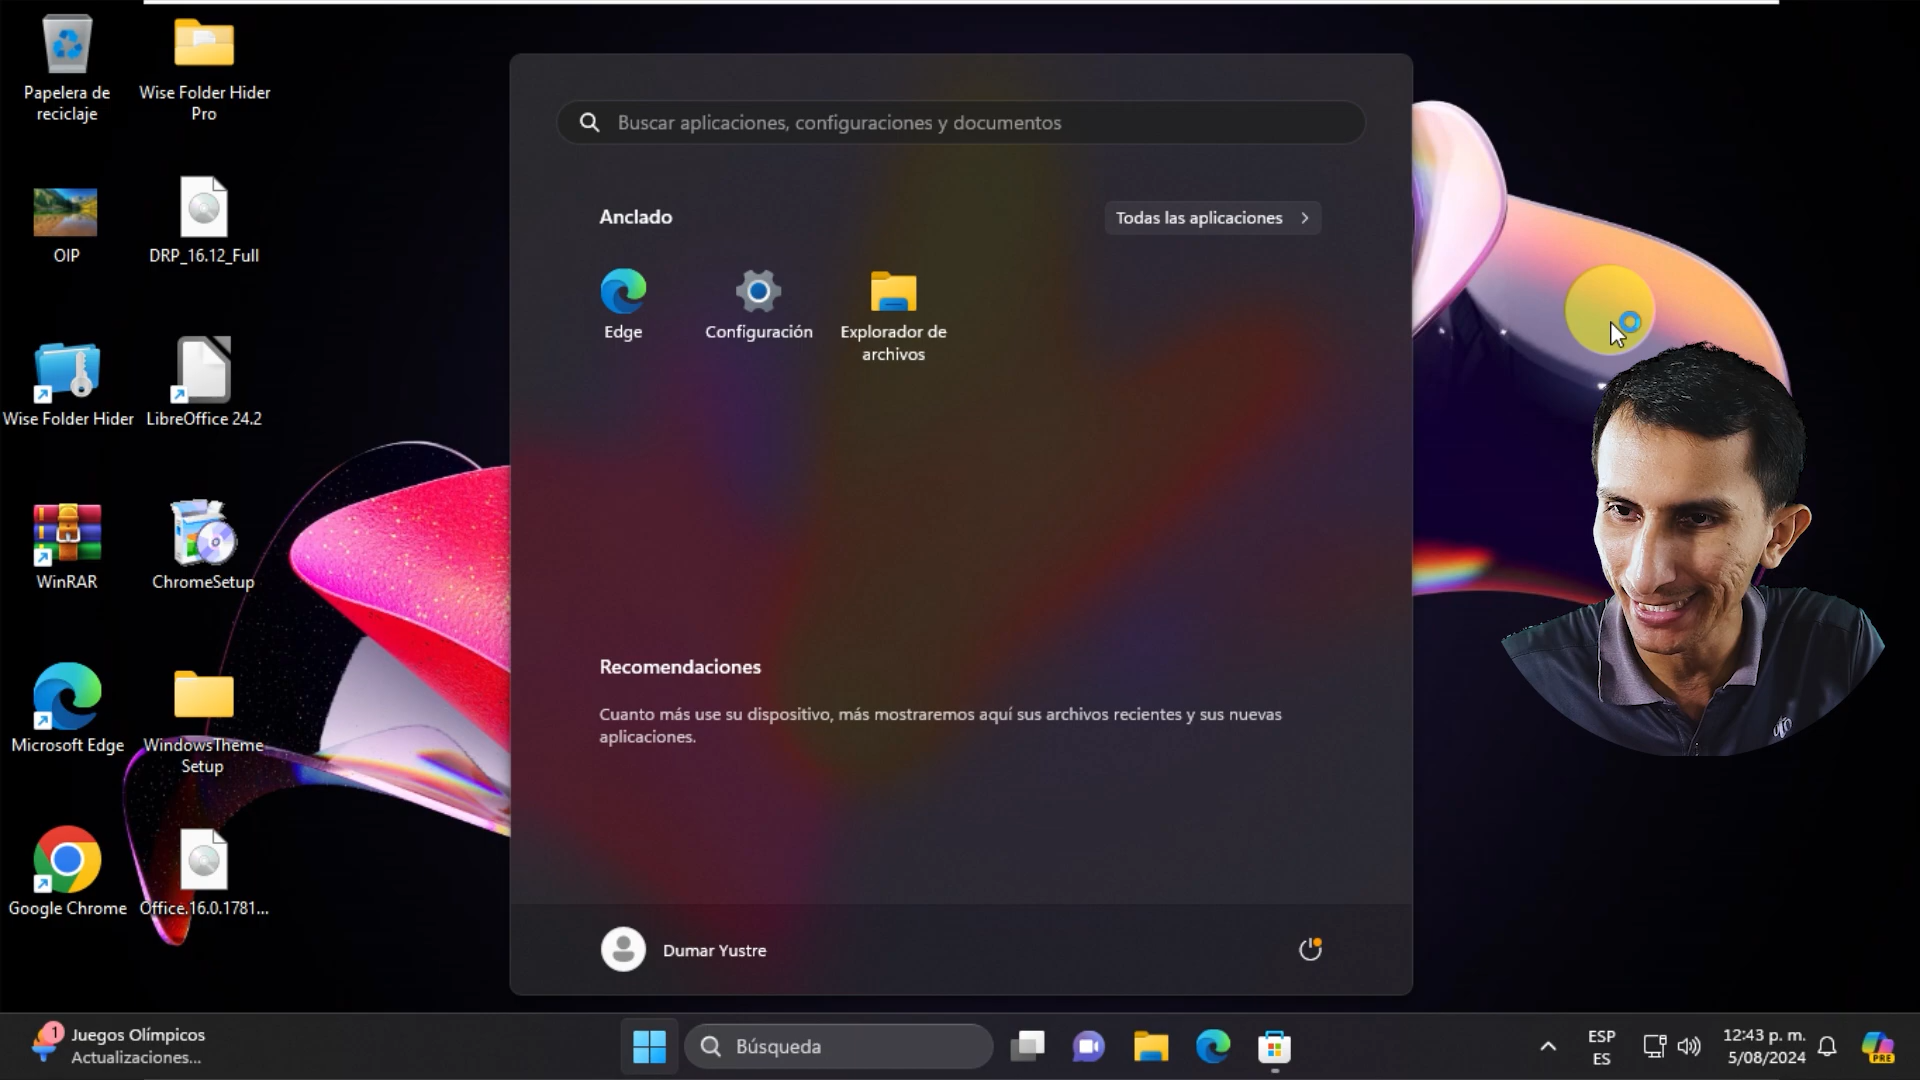 Papelera de
reciclaje
Wise Folder Hider
Pro
OIP
DRP_16.12_Full
Wise Folder Hider
LibreOffice 24.2
WinRAR
ChromeSetup
Microsoft Edge
WindowsTheme
Setup
Google Chrome
Office.16.0.1781...
Buscar aplicaciones, configuraciones y documentos
Anclado
Todas las aplicaciones
Edge
Configuración
Explorador de
archivos
Recomendaciones
Cuanto más use su dispositivo, más mostraremos aquí sus archivos recientes y sus nuevas
aplicaciones.
Dumar Yustre
1
Juegos Olímpicos
Actualizaciones...
Búsqueda
ESP
ES
12:43 p. m.
5/08/2024
PRE